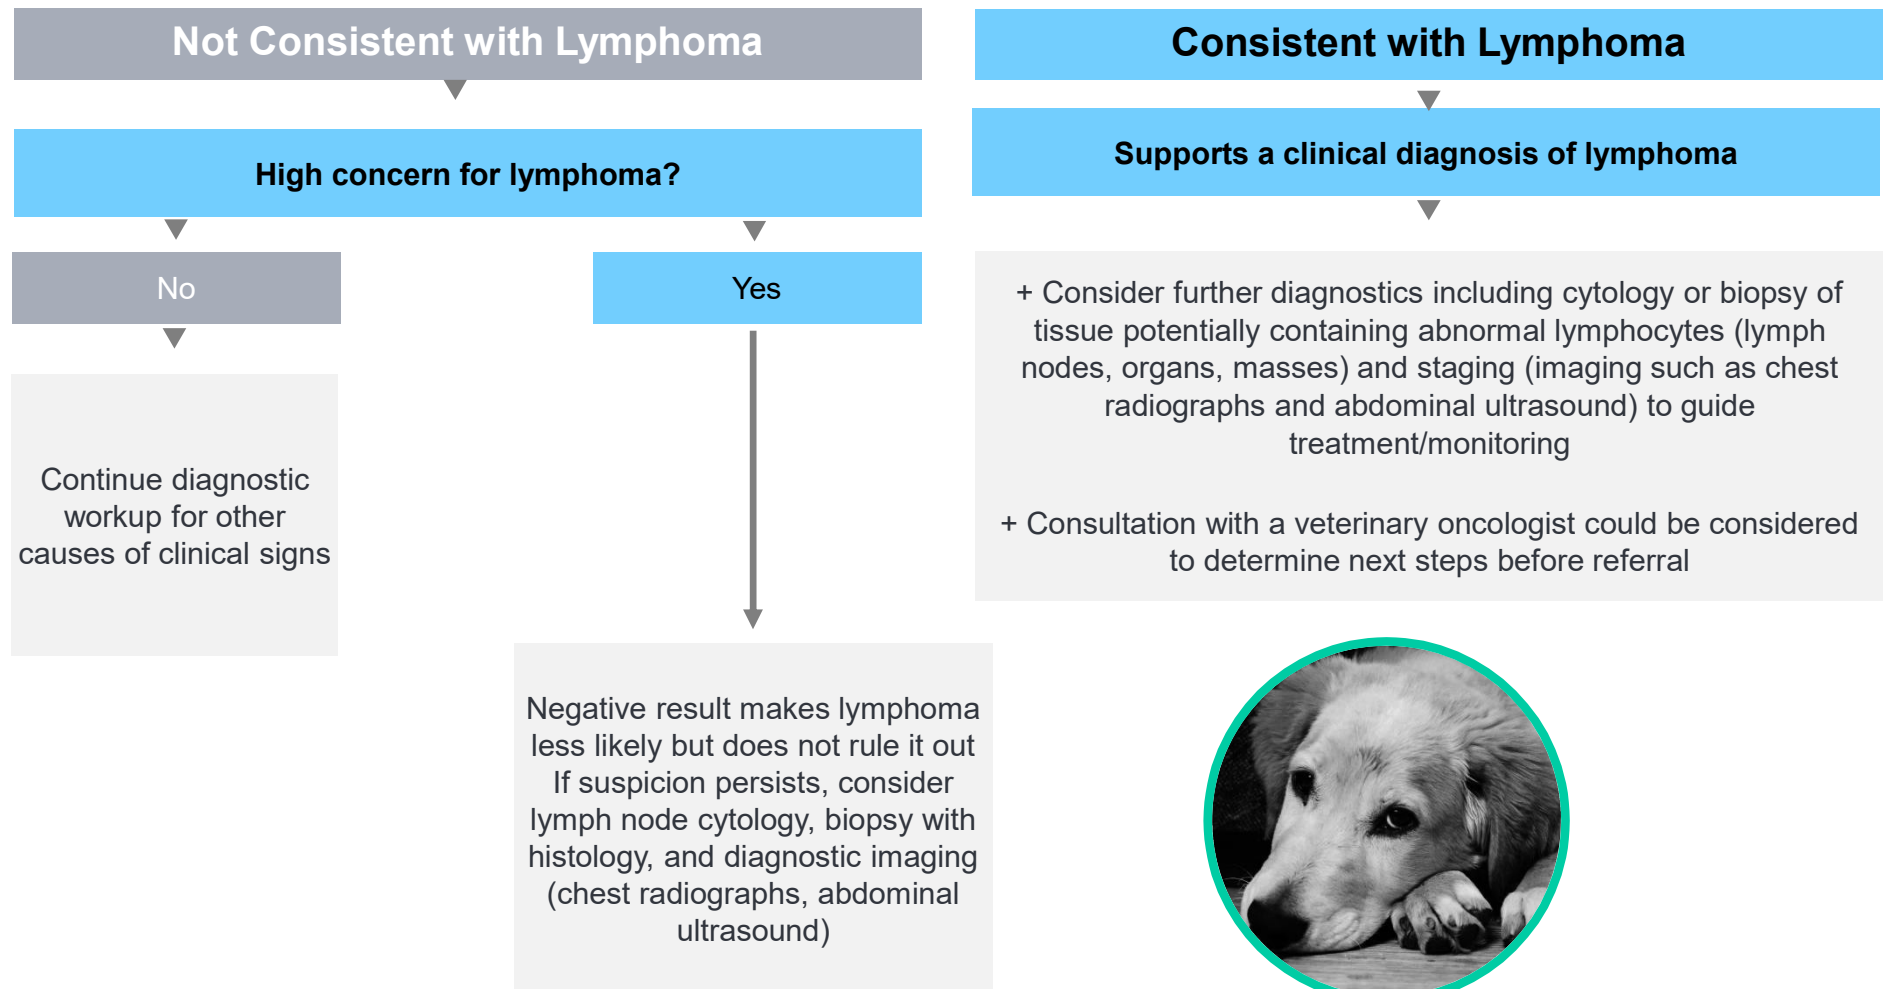 Not Consistent with Lymphoma
High concern for lymphoma?
No
Yes
Continue diagnostic
workup for other
causes of clinical signs
Negative result makes lymphoma
less likely but does not rule it out
If suspicion persists, consider
lymph node cytology, biopsy with
histology, and diagnostic imaging
(chest radiographs, abdominal
ultrasound)
Consistent with Lymphoma
Supports a clinical diagnosis of lymphoma
+ Consider further diagnostics including cytology or biopsy of
tissue potentially containing abnormal lymphocytes (lymph
nodes, organs, masses) and staging (imaging such as chest
radiographs and abdominal ultrasound) to guide
treatment/monitoring
+ Consultation with a veterinary oncologist could be considered
to determine next steps before referral